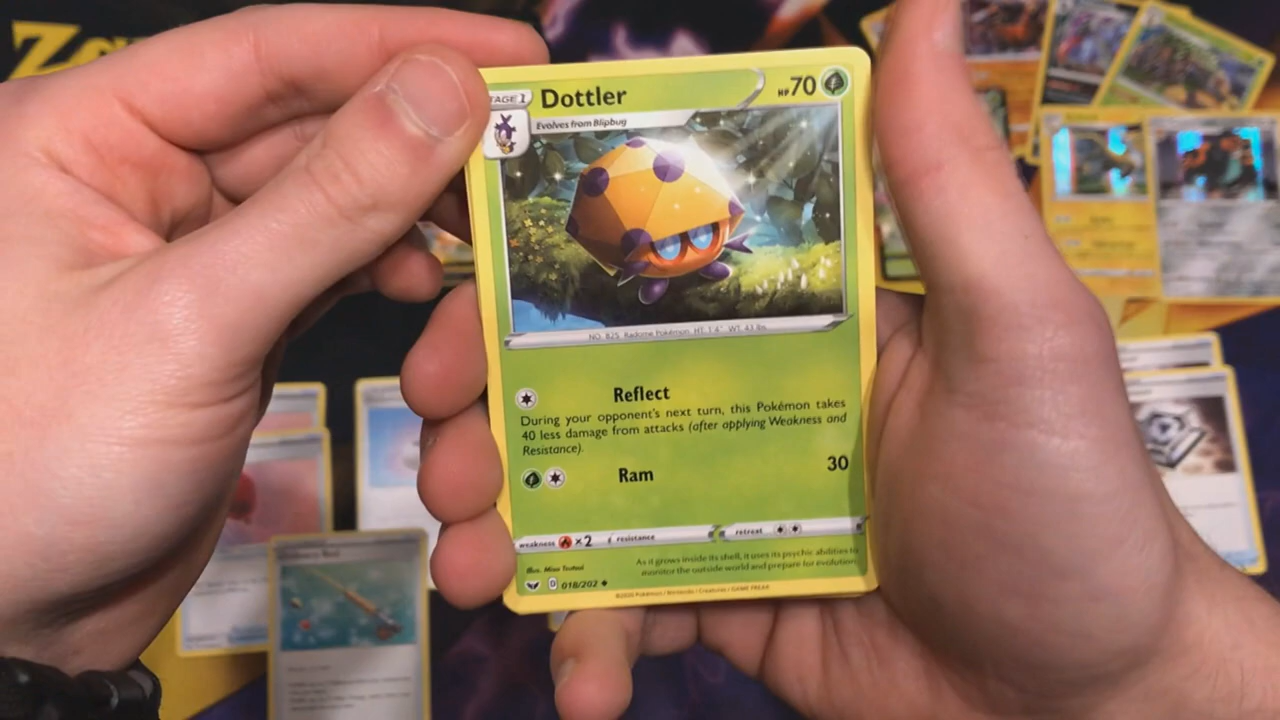 STAGE 1
Dottler
HP 70
Evolves from Blipbug
NO. 825 Radome Pokémon HT: 1'4" WT: 43 lbs.
Reflect
During your opponent's next turn, this Pokémon takes
40 less damage from attacks (after applying Weakness and
Resistance).
Ram
30
weakness ×2 resistance retreat
Illus. Misa Tsutsui
As it grows inside its shell, it uses its psychic abilities to
monitor the outside world and prepare for evolution.
D 018/202
©2020 Pokémon / Nintendo / Creatures / GAME FREAK